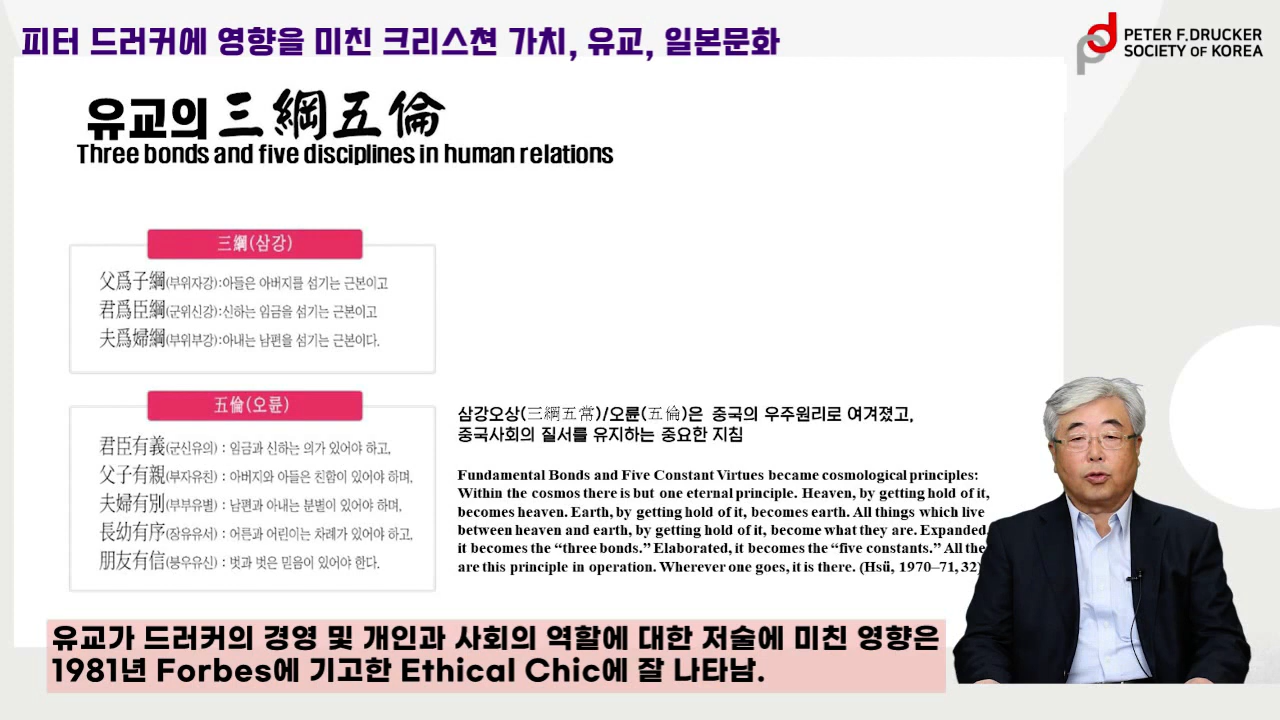 피터 드러커에 영향을 미친 크리스쳔 가치, 유교, 일본문화
PETER F.DRUCKER
SOCIETY OF KOREA
유교의 三綱五倫
Three bonds and five disciplines in human relations
三綱(삼강)
父爲子綱(부위자강):아들은 아버지를 섬기는 근본이고
君爲臣綱(군위신강):신하는 임금을 섬기는 근본이고
夫爲婦綱(부위부강):아내는 남편을 섬기는 근본이다.
五倫(오륜)
君臣有義(군신유의) : 임금과 신하는 의가 있어야 하고,
父子有親(부자유친) : 아버지와 아들은 친함이 있어야 하며,
夫婦有別(부부유별) : 남편과 아내는 분별이 있어야 하며,
長幼有序(장유유서) : 어른과 어린이는 차례가 있어야 하고,
朋友有信(붕우유신) : 벗과 벗은 믿음이 있어야 한다.
삼강오상(三綱五常)/오륜(五倫)은 중국의 우주원리로 여겨졌고,
중국사회의 질서를 유지하는 중요한 지침
Fundamental Bonds and Five Constant Virtues became cosmological principles:
Within the cosmos there is but one eternal principle. Heaven, by getting hold of it,
becomes heaven. Earth, by getting hold of it, becomes earth. All things which live
between heaven and earth, by getting hold of it, become what they are. Expanded
it becomes the “three bonds.” Elaborated, it becomes the “five constants.” All the
are this principle in operation. Wherever one goes, it is there. (Hsü, 1970–71, 32)
유교가 드러커의 경영 및 개인과 사회의 역할에 대한 저술에 미친 영향은
1981년 Forbes에 기고한 Ethical Chic에 잘 나타남.